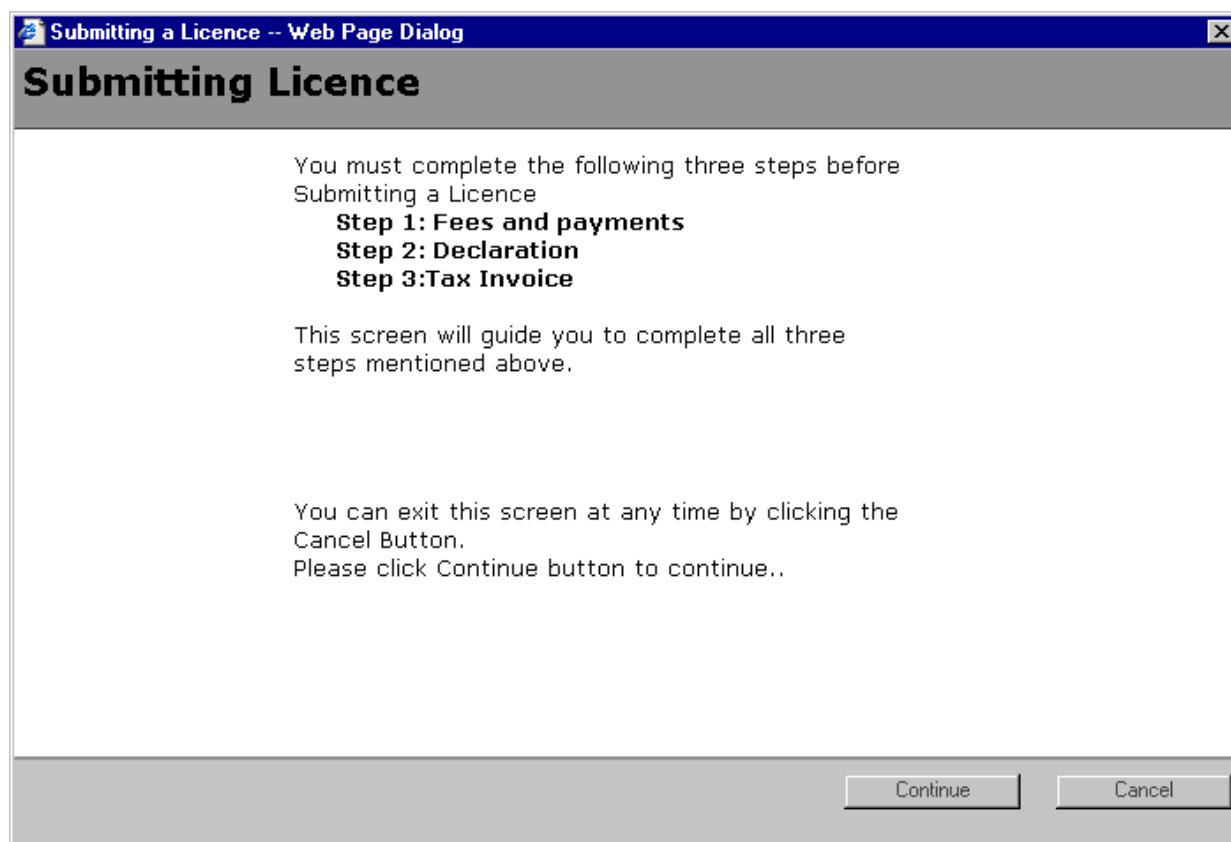 Submitting a Licence -- Web Page Dialog
Submitting Licence
You must complete the following three steps before
Submitting a Licence
Step 1: Fees and payments
Step 2: Declaration
Step 3:Tax Invoice
This screen will guide you to complete all three
steps mentioned above.
You can exit this screen at any time by clicking the
Cancel Button.
Please click Continue button to continue..
Continue
Cancel